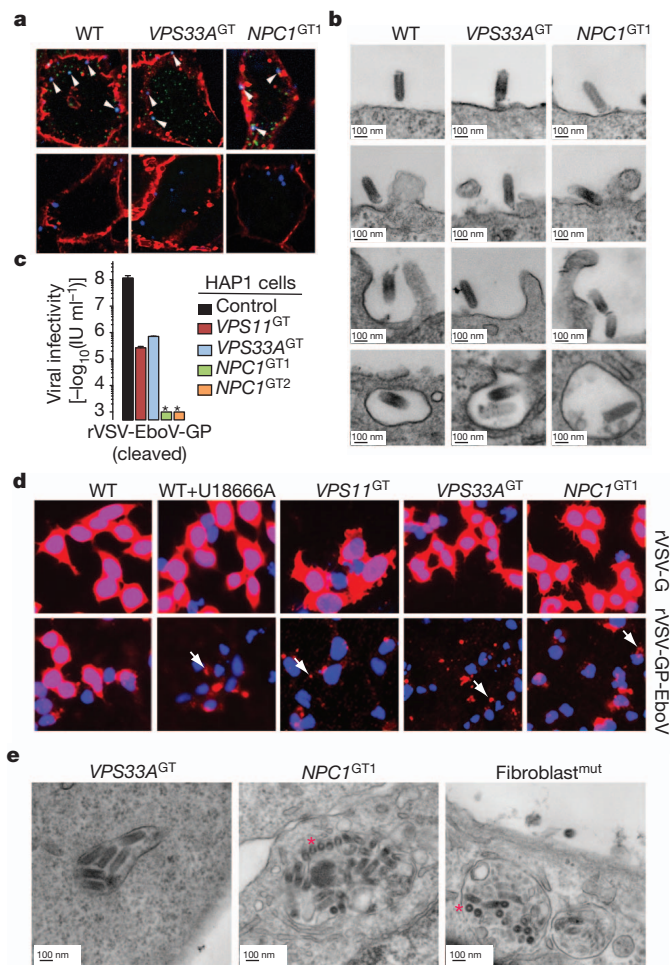 a
WT VPS33A^GT NPC1^GT1
b
WT VPS33A^GT NPC1^GT1
100 nm 100 nm 100 nm
100 nm 100 nm 100 nm
100 nm 100 nm 100 nm
100 nm 100 nm 100 nm
c
Viral infectivity
[–log10(IU ml–1)]
8
7
6
5
4
3
* *
rVSV-EboV-GP
(cleaved)
HAP1 cells
Control
VPS11^GT
VPS33A^GT
NPC1^GT1
NPC1^GT2
d
WT WT+U18666A VPS11^GT VPS33A^GT NPC1^GT1
rVSV-G
rVSV-GP-EboV
e
VPS33A^GT NPC1^GT1 Fibroblast^mut
* *
100 nm 100 nm 100 nm